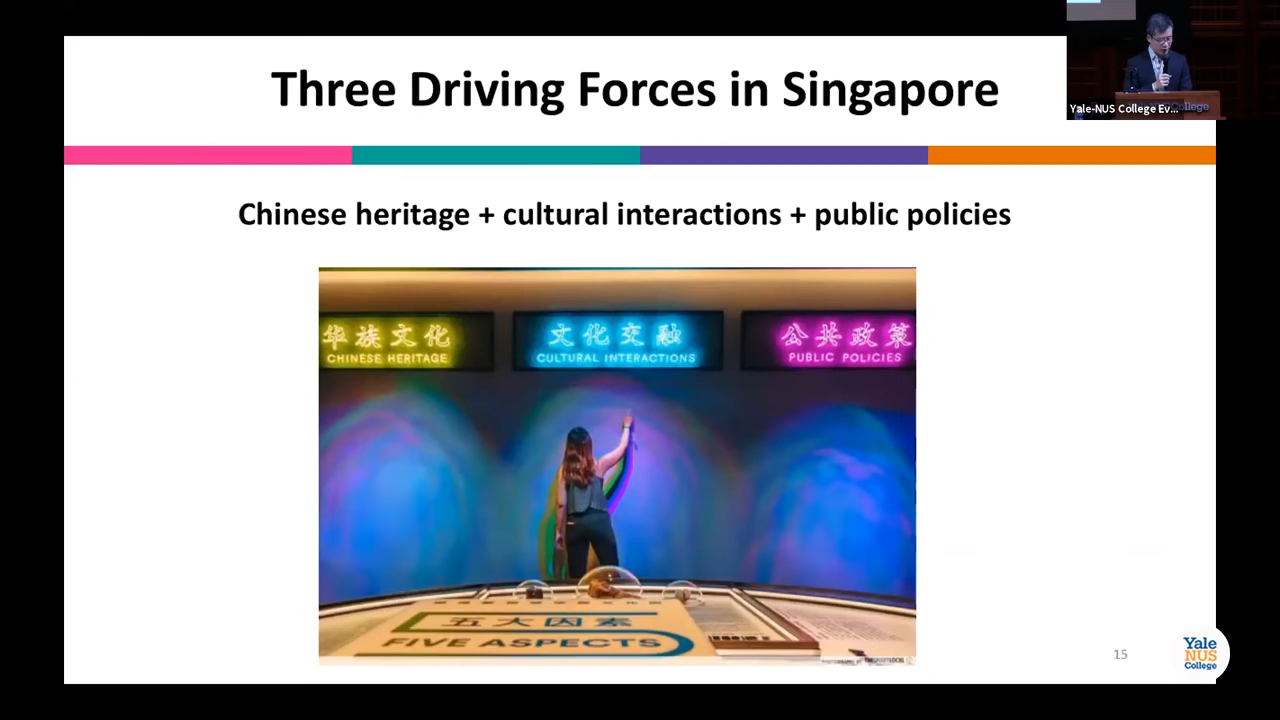 Three Driving Forces in Singapore
Yale-NUS College Ev...
College
Chinese heritage + cultural interactions + public policies
华族文化
CHINESE HERITAGE
文化交融
CULTURAL INTERACTIONS
公共政策
PUBLIC POLICIES
五大因素
FIVE ASPECTS
15
Yale
NUS
College